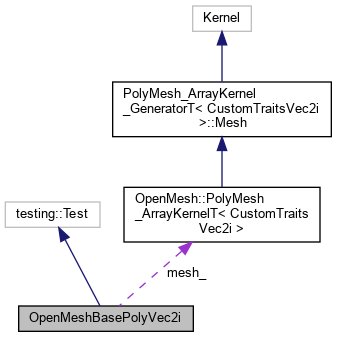 Kernel
PolyMesh_ArrayKernel
_GeneratorT< CustomTraitsVec2i
>::Mesh
OpenMesh::PolyMesh
_ArrayKernelT< CustomTraits
Vec2i >
testing::Test
mesh_
OpenMeshBasePolyVec2i